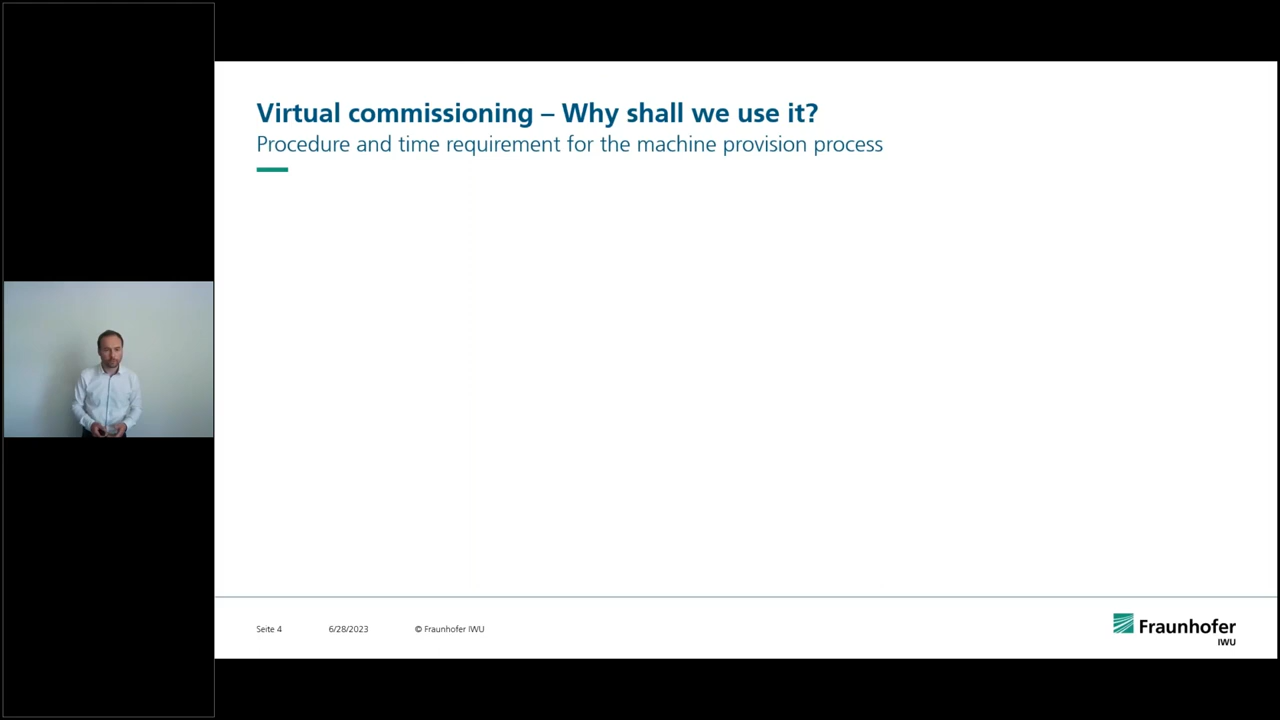 Virtual commissioning – Why shall we use it?
Procedure and time requirement for the machine provision process
Seite 4 6/28/2023 © Fraunhofer IWU
Fraunhofer
IWU